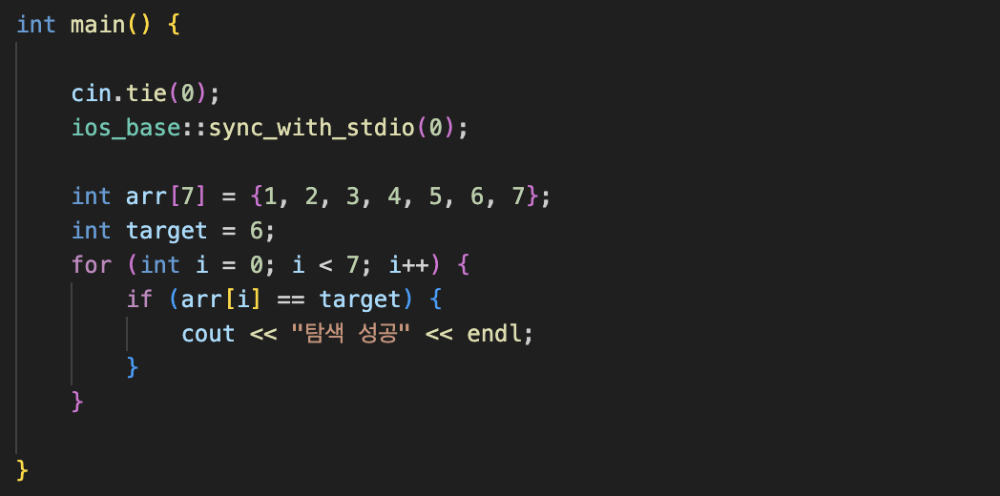 int main() {
    cin.tie(0);
    ios_base::sync_with_stdio(0);
    int arr[7] = {1, 2, 3, 4, 5, 6, 7};
    int target = 6;
    for (int i = 0; i < 7; i++) {
        if (arr[i] == target) {
            cout << "탐색 성공" << endl;
        }
    }
}